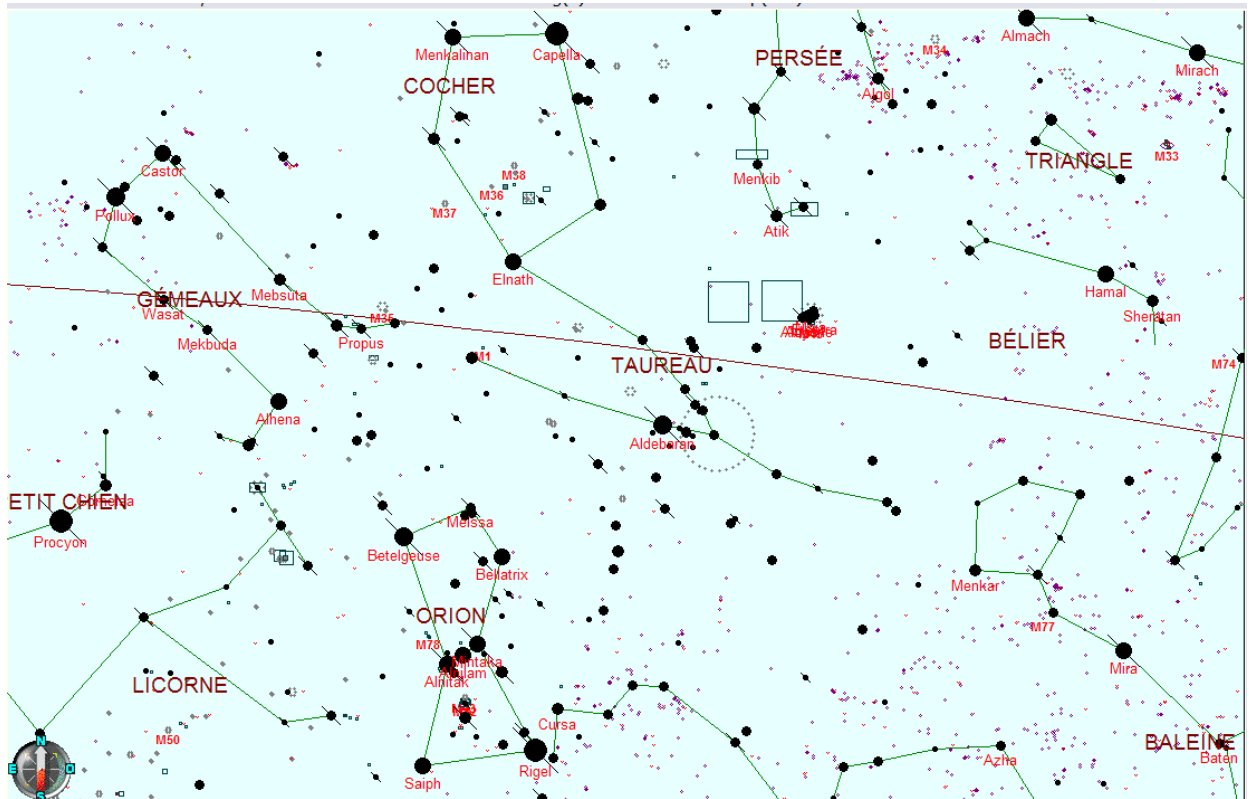 Menkalinan
Capella
COCHER
PERSÉE
M34
Algol
Almach
Mirach
TRIANGLE
M33
Castor
M38
M36
M37
Menkib
Pollux
Atik
Elnath
Hamal
GÉMEAUX
Mebsuta
Wasat
M35
Sheratan
Mekbuda
Propus
BÉLIER
M1
TAUREAU
M74
Alhena
Aldebaran
ETIT CHIEN
Procyon
Meissa
Betelgeuse
Bellatrix
Menkar
ORION
M77
M78
Mintaka
Alnitak
Mira
LICORNE
Cursa
M50
BALEINE
Rigel
Azha
Baten
Saiph
N
E
O
S